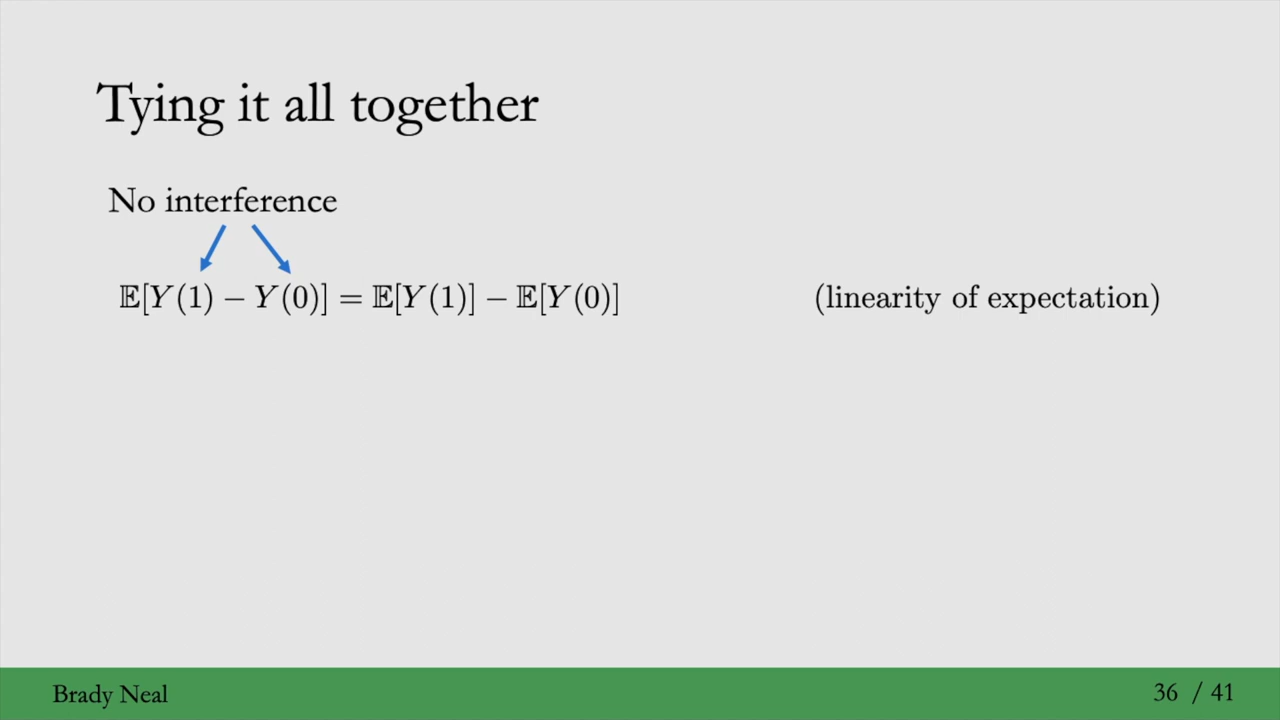 Tying it all together
No interference
𝔼[Y(1) − Y(0)] = 𝔼[Y(1)] − 𝔼[Y(0)] (linearity of expectation)
Brady Neal 36 / 41